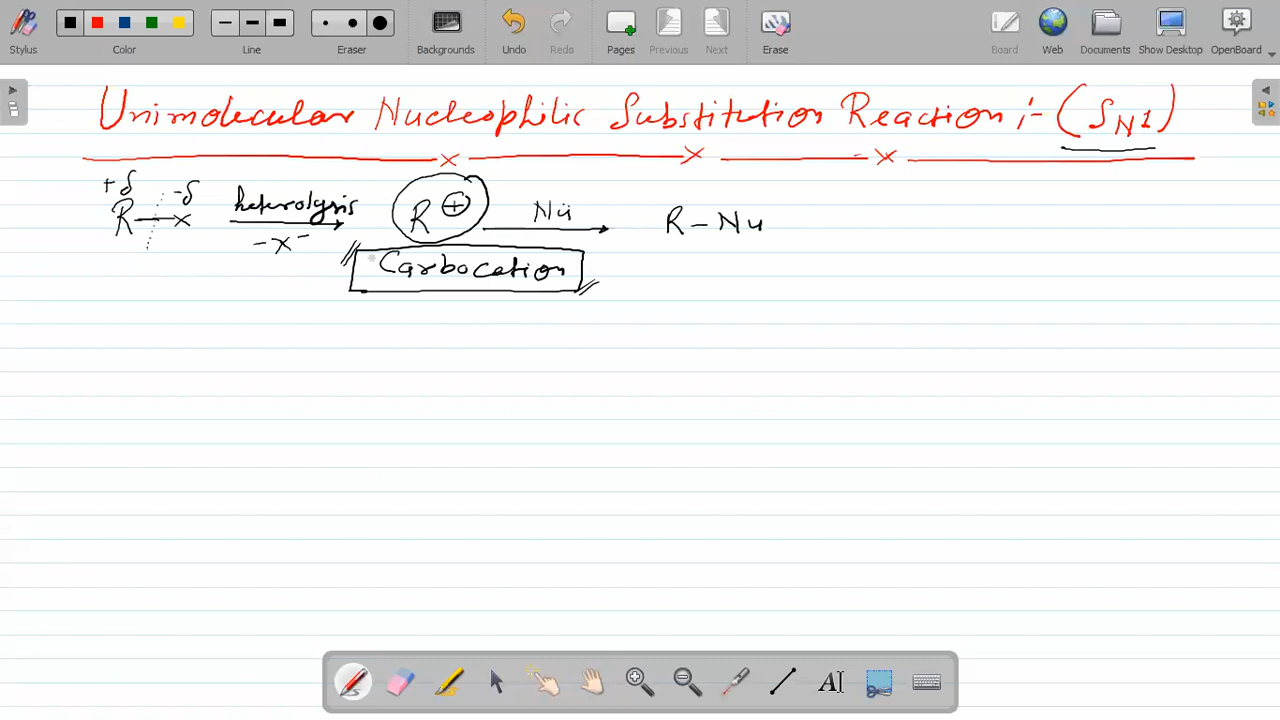 Stylus Color Line Eraser Backgrounds Undo Redo Pages Previous Next Erase Board Web Documents Show Desktop OpenBoard
Unimolecular Nucleophilic Substitution Reaction :- (SN1)
+δ -δ
R—X heterolysis -X⁻ R⊕ Nü R-Nu
Carbocation